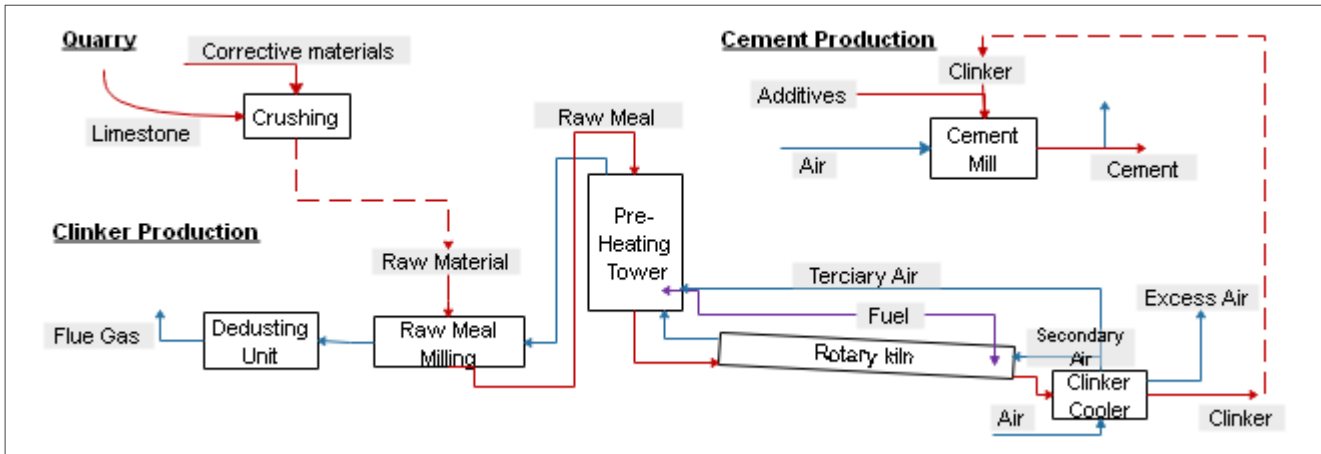 Quarry
Corrective materials
Limestone
Crushing
Raw Meal
Cement Production
Clinker
Additives
Cement
Mill
Air
Cement
Clinker Production
Raw Material
Pre-
Heating
Tower
Terciary Air
Excess Air
Flue Gas
Dedusting
Unit
Raw Meal
Milling
Fuel
Rotary kiln
Secondary
Air
Clinker
Cooler
Air
Clinker